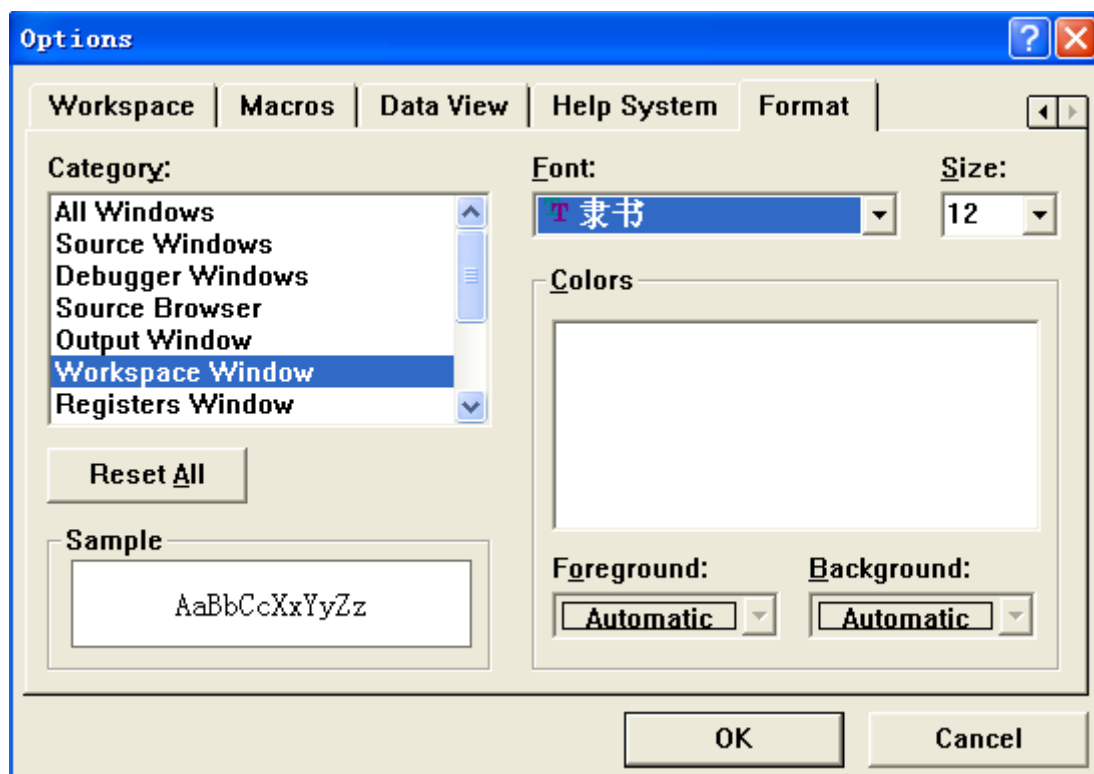 Options
Workspace Macros Data View Help System Format
Category:
All Windows
Source Windows
Debugger Windows
Source Browser
Output Window
Workspace Window
Registers Window
Reset All
Sample
AaBbCcXxYyZz
Font:
隶书
Size:
12
Colors
Foreground:
Automatic
Background:
Automatic
OK
Cancel